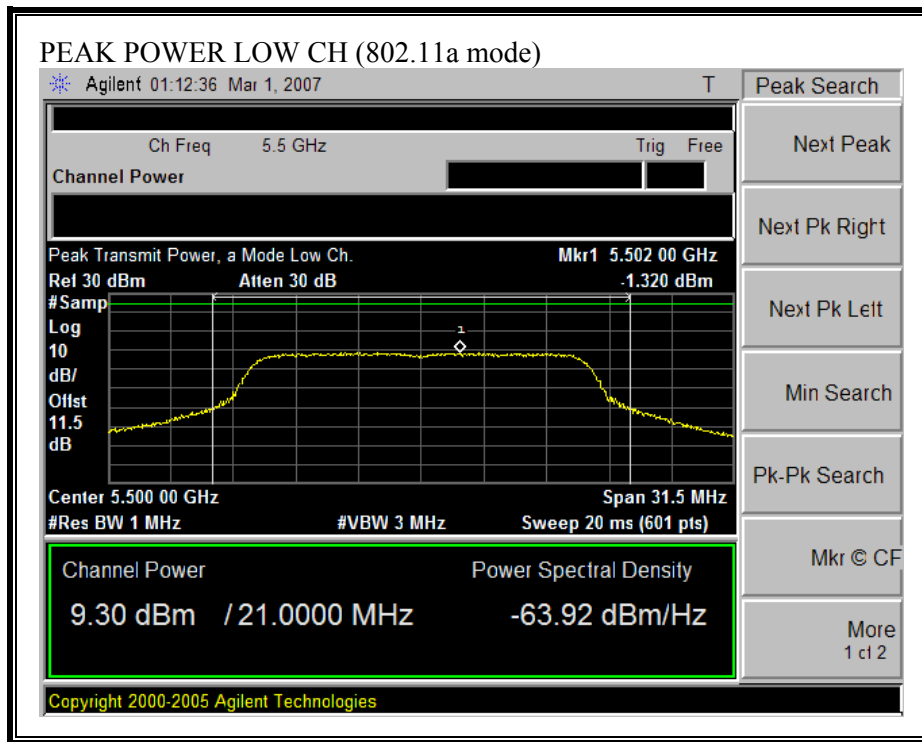 PEAK POWER LOW CH (802.11a mode)
Agilent 01:12:36 Mar 1, 2007 T
Peak Search
Ch Freq 5.5 GHz Trig Free
Channel Power
Next Peak
Next Pk Right
Peak Transmit Power, a Mode Low Ch. Mkr1 5.502 00 GHz
Ref 30 dBm Atten 30 dB -1.320 dBm
#Samp
Log
10
dB/
Offst
11.5
dB
1
Next Pk Left
Min Search
Pk-Pk Search
Center 5.500 00 GHz Span 31.5 MHz
#Res BW 1 MHz #VBW 3 MHz Sweep 20 ms (601 pts)
Channel Power Power Spectral Density
9.30 dBm / 21.0000 MHz -63.92 dBm/Hz
Mkr © CF
More
1 of 2
Copyright 2000-2005 Agilent Technologies